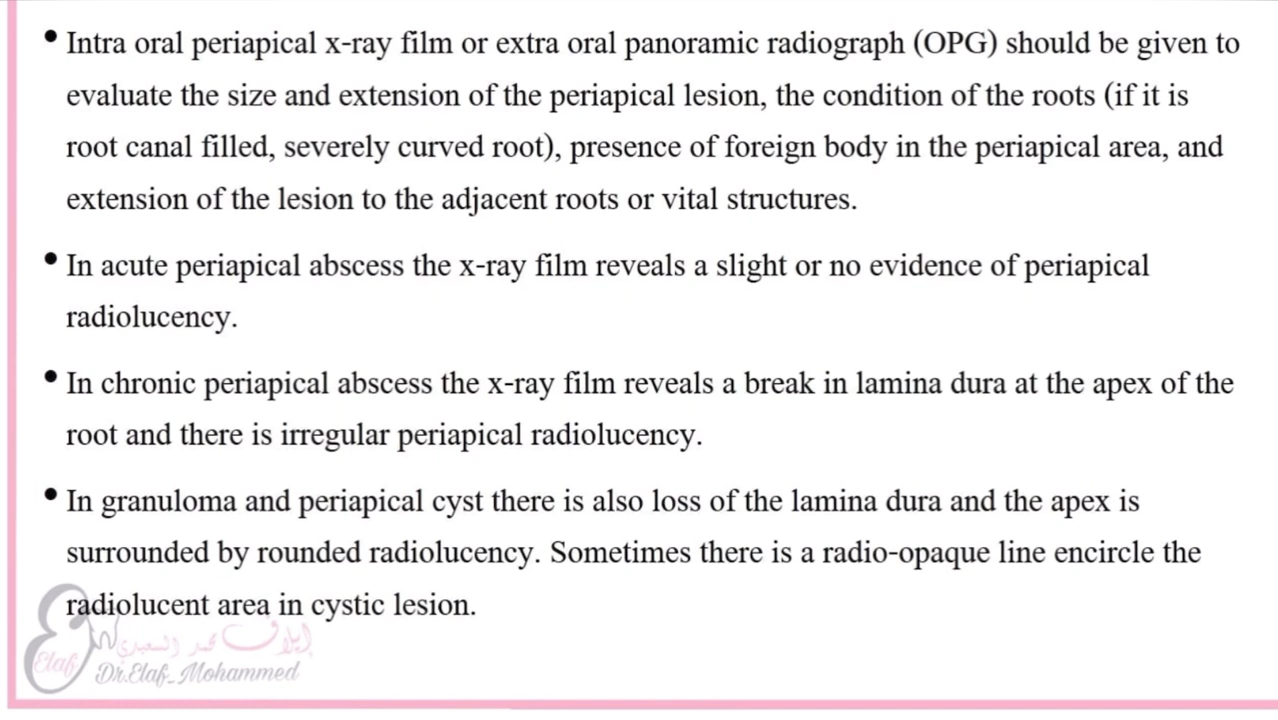 • Intra oral periapical x-ray film or extra oral panoramic radiograph (OPG) should be given to
evaluate the size and extension of the periapical lesion, the condition of the roots (if it is
root canal filled, severely curved root), presence of foreign body in the periapical area, and
extension of the lesion to the adjacent roots or vital structures.
• In acute periapical abscess the x-ray film reveals a slight or no evidence of periapical
radiolucency.
• In chronic periapical abscess the x-ray film reveals a break in lamina dura at the apex of the
root and there is irregular periapical radiolucency.
• In granuloma and periapical cyst there is also loss of the lamina dura and the apex is
surrounded by rounded radiolucency. Sometimes there is a radio-opaque line encircle the
radiolucent area in cystic lesion.
إيلاف محمد السعيدي
Elaf
Dr.Elaf_Mohammed